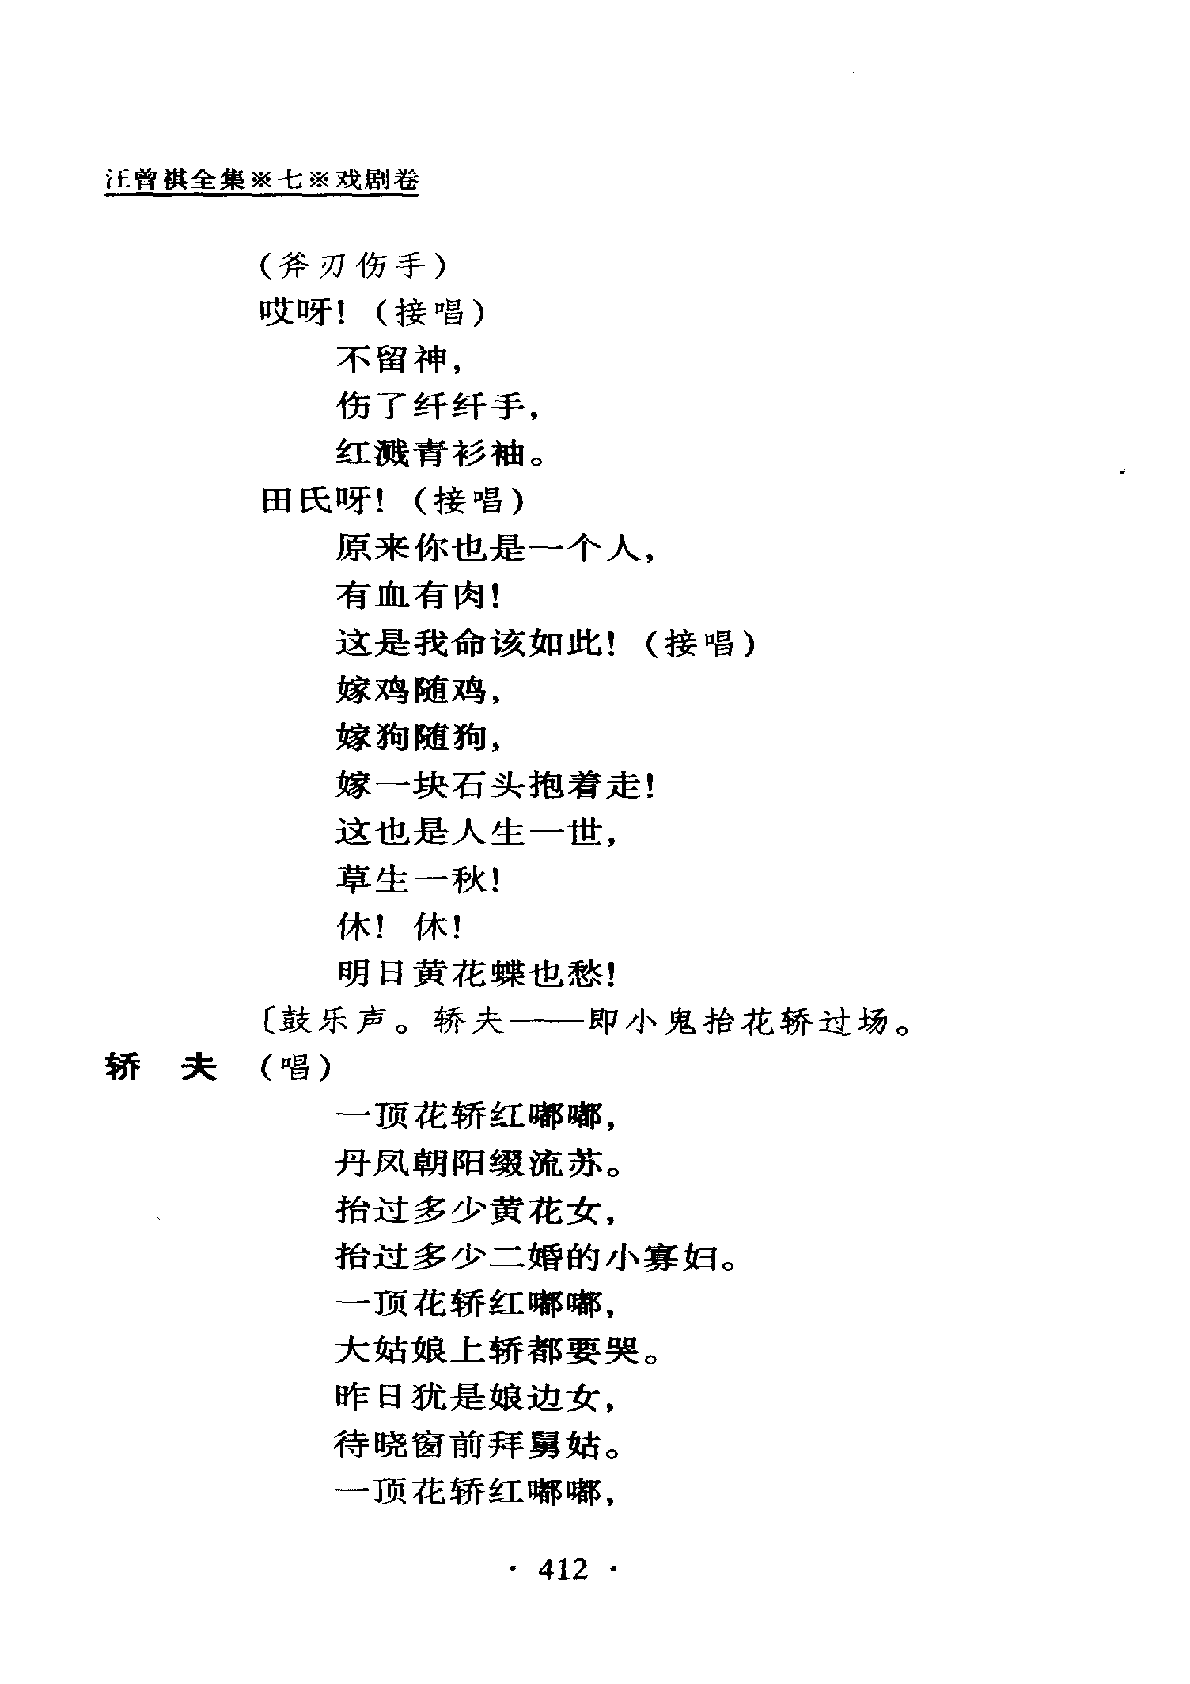 汪曾祺全集※七※戏剧卷
(斧刃伤手)
哎呀!(接唱)
不留神,
伤了纤纤手,
红溅青衫袖。
田氏呀!(接唱)
原来你也是一个人,
有血有肉!
这是我命该如此!(接唱)
嫁鸡随鸡,
嫁狗随狗,
嫁一块石头抱着走!
这也是人生一世,
草生一秋!
休! 休!
明日黄花蝶也愁!
〔鼓乐声。轿夫——即小鬼抬花轿过场。
轿 夫 (唱)
一顶花轿红嘟嘟,
丹凤朝阳缀流苏。
抬过多少黄花女,
抬过多少二婚的小寡妇。
一顶花轿红嘟嘟,
大姑娘上轿都要哭。
昨日犹是娘边女,
待晓窗前拜舅姑。
一顶花轿红嘟嘟,
· 412 ·